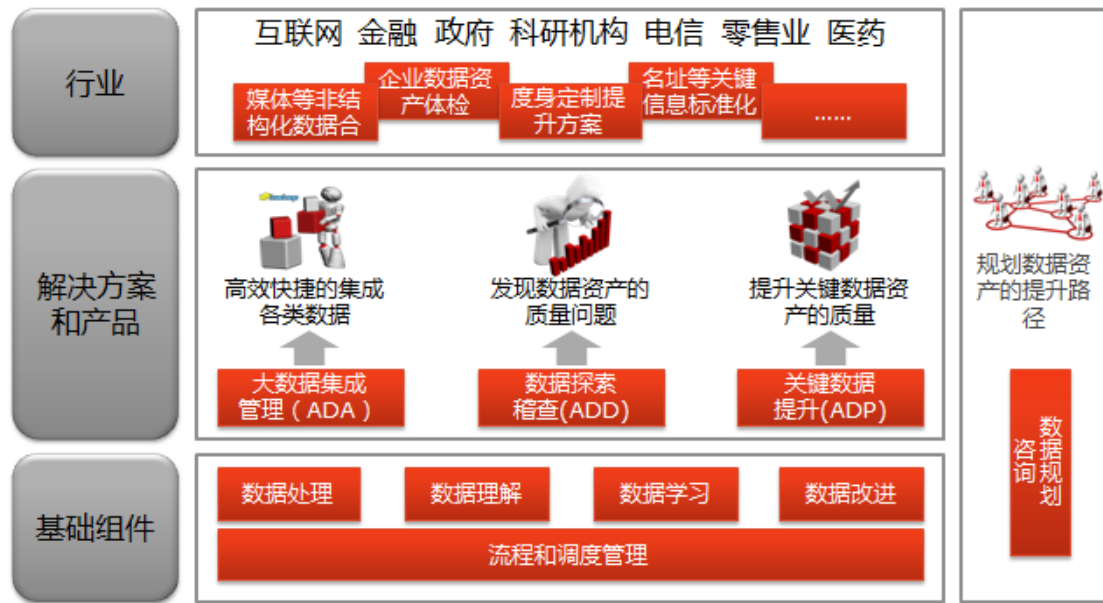 行业
互联网 金融 政府 科研机构 电信 零售业 医药
媒体等非结
构化数据合
企业数据资
产体检
度身定制提
升方案
名址等关键
信息标准化
......
解决方案
和产品
高效快捷的集成
各类数据
发现数据资产的
质量问题
提升关键数据资
产的质量
大数据集成
管理（ADA）
数据探索
稽查(ADD)
关键数据
提升(ADP)
基础组件
数据处理
数据理解
数据学习
数据改进
流程和调度管理
规划数据资
产的提升路
径
数据规划
咨询